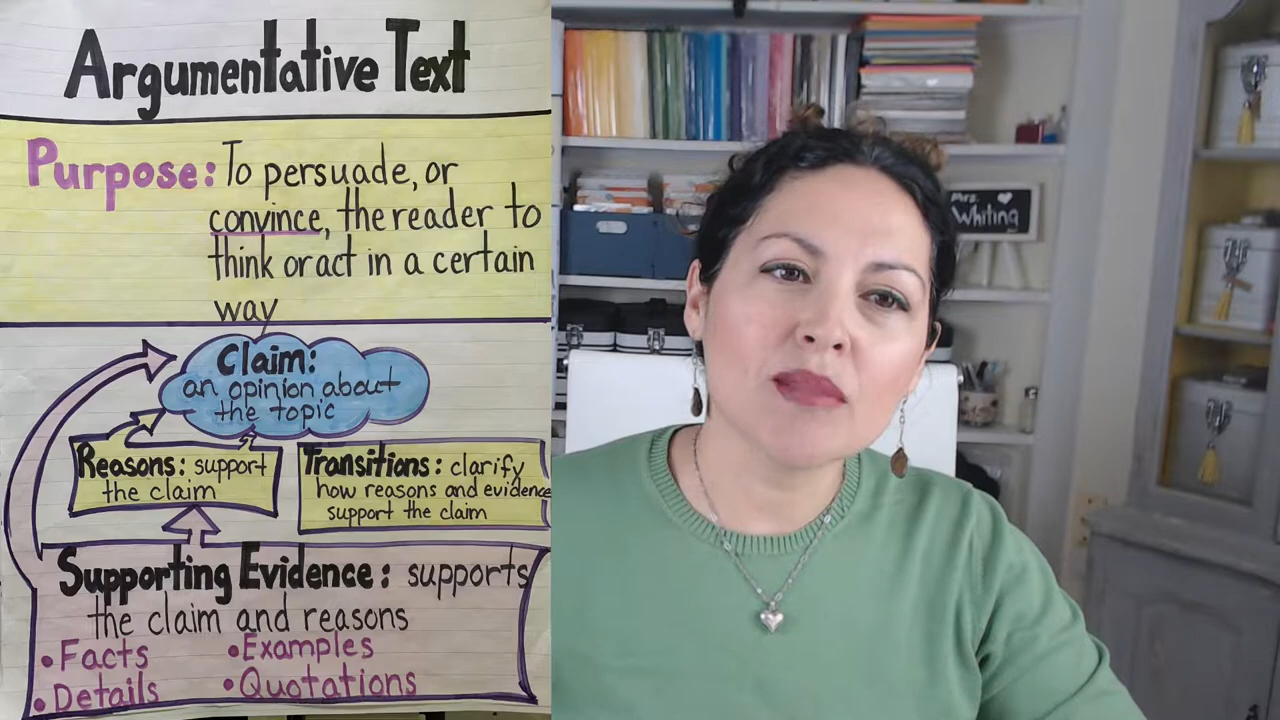 Argumentative Text
Purpose: To persuade, or
convince, the reader to
think or act in a certain
way
Claim:
an opinion about
the topic
Reasons: support
the claim
Transitions: clarify
how reasons and evidence
support the claim
Supporting Evidence: supports
the claim and reasons
• Facts
• Examples
• Details
• Quotations
Mrs.
Whiting